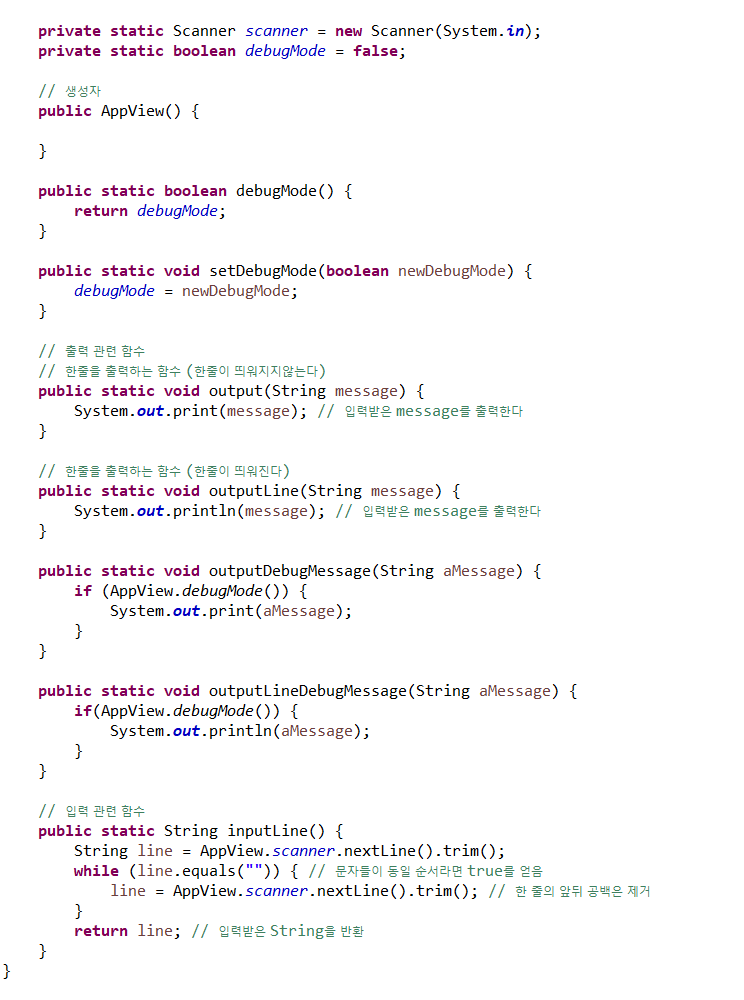 private static Scanner scanner = new Scanner(System.in);
private static boolean debugMode = false;
// 생성자
public AppView() {
}
public static boolean debugMode() {
return debugMode;
}
public static void setDebugMode(boolean newDebugMode) {
debugMode = newDebugMode;
}
// 출력 관련 함수
// 한줄을 출력하는 함수 (한줄이 띄워지지않는다)
public static void output(String message) {
System.out.print(message); // 입력받은 message를 출력한다
}
// 한줄을 출력하는 함수 (한줄이 띄워진다)
public static void outputLine(String message) {
System.out.println(message); // 입력받은 message를 출력한다
}
public static void outputDebugMessage(String aMessage) {
if (AppView.debugMode()) {
System.out.print(aMessage);
}
}
public static void outputLineDebugMessage(String aMessage) {
if(AppView.debugMode()) {
System.out.println(aMessage);
}
}
// 입력 관련 함수
public static String inputLine() {
String line = AppView.scanner.nextLine().trim();
while (line.equals("")) { // 문자들이 동일 순서라면 true를 얻음
line = AppView.scanner.nextLine().trim(); // 한 줄의 앞뒤 공백은 제거
}
return line; // 입력받은 String을 반환
}
}